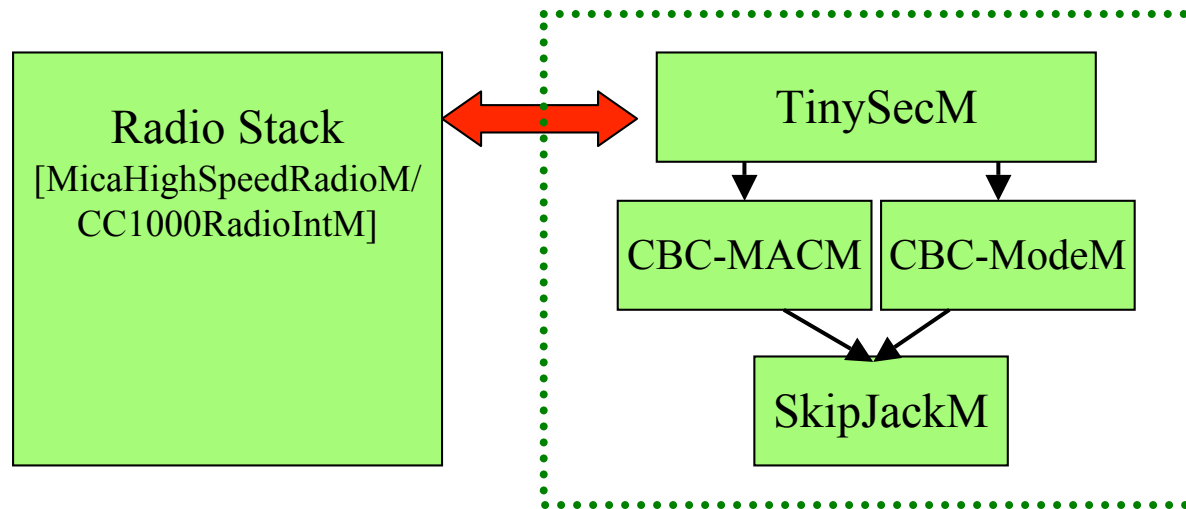 Radio Stack
[MicaHighSpeedRadioM/
CC1000RadioIntM]
TinySecM
CBC-MACM
CBC-ModeM
SkipJackM